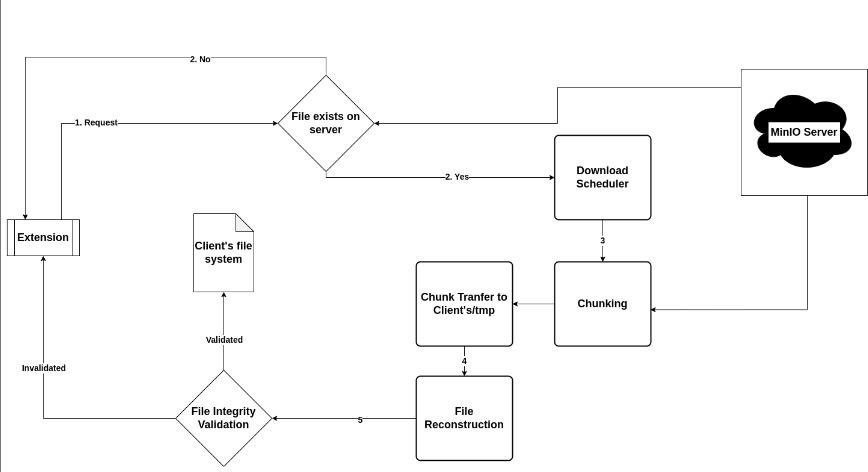 2. No
1. Request
File exists on
server
MinIO Server
2. Yes
Download
Scheduler
Extension
Client's file
system
3
Chunk Tranfer to
Client's/tmp
Chunking
Validated
4
Invalidated
File Integrity
Validation
5
File
Reconstruction